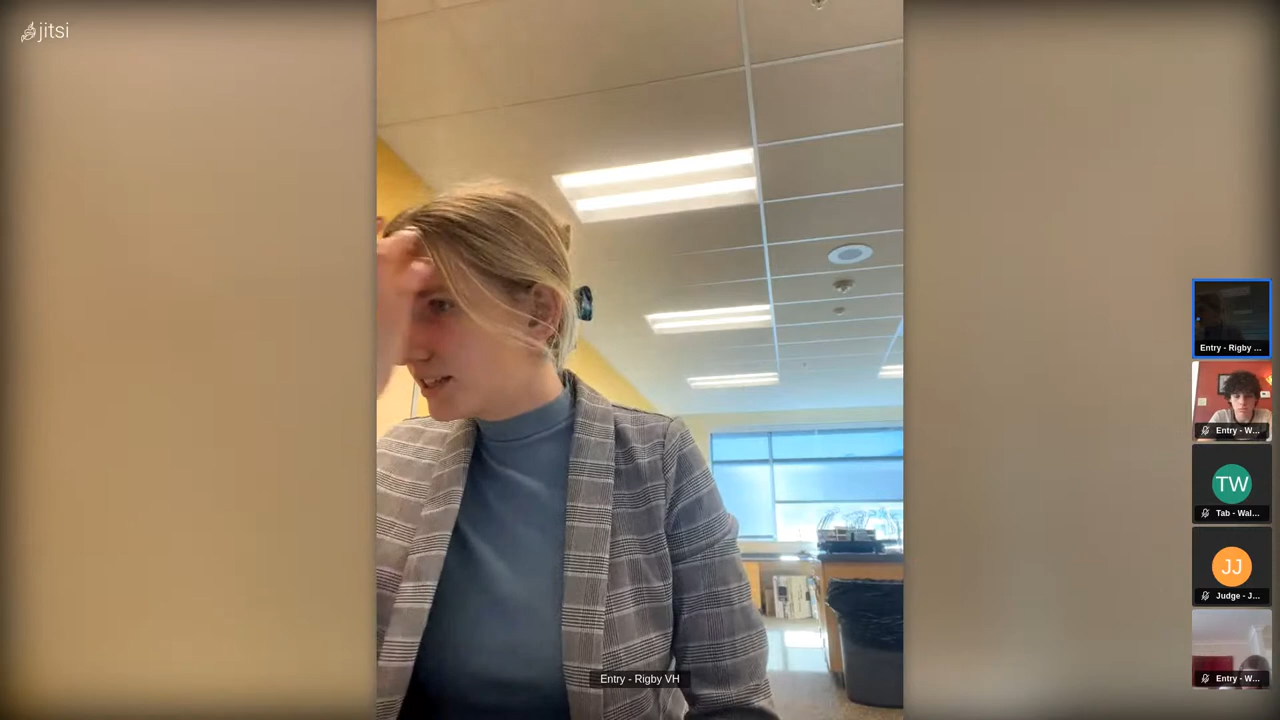 jitsi
Entry - Rigby ...
Entry - W...
TW
Tab - Wal...
JJ
Judge - J...
Entry - W...
Entry - Rigby VH